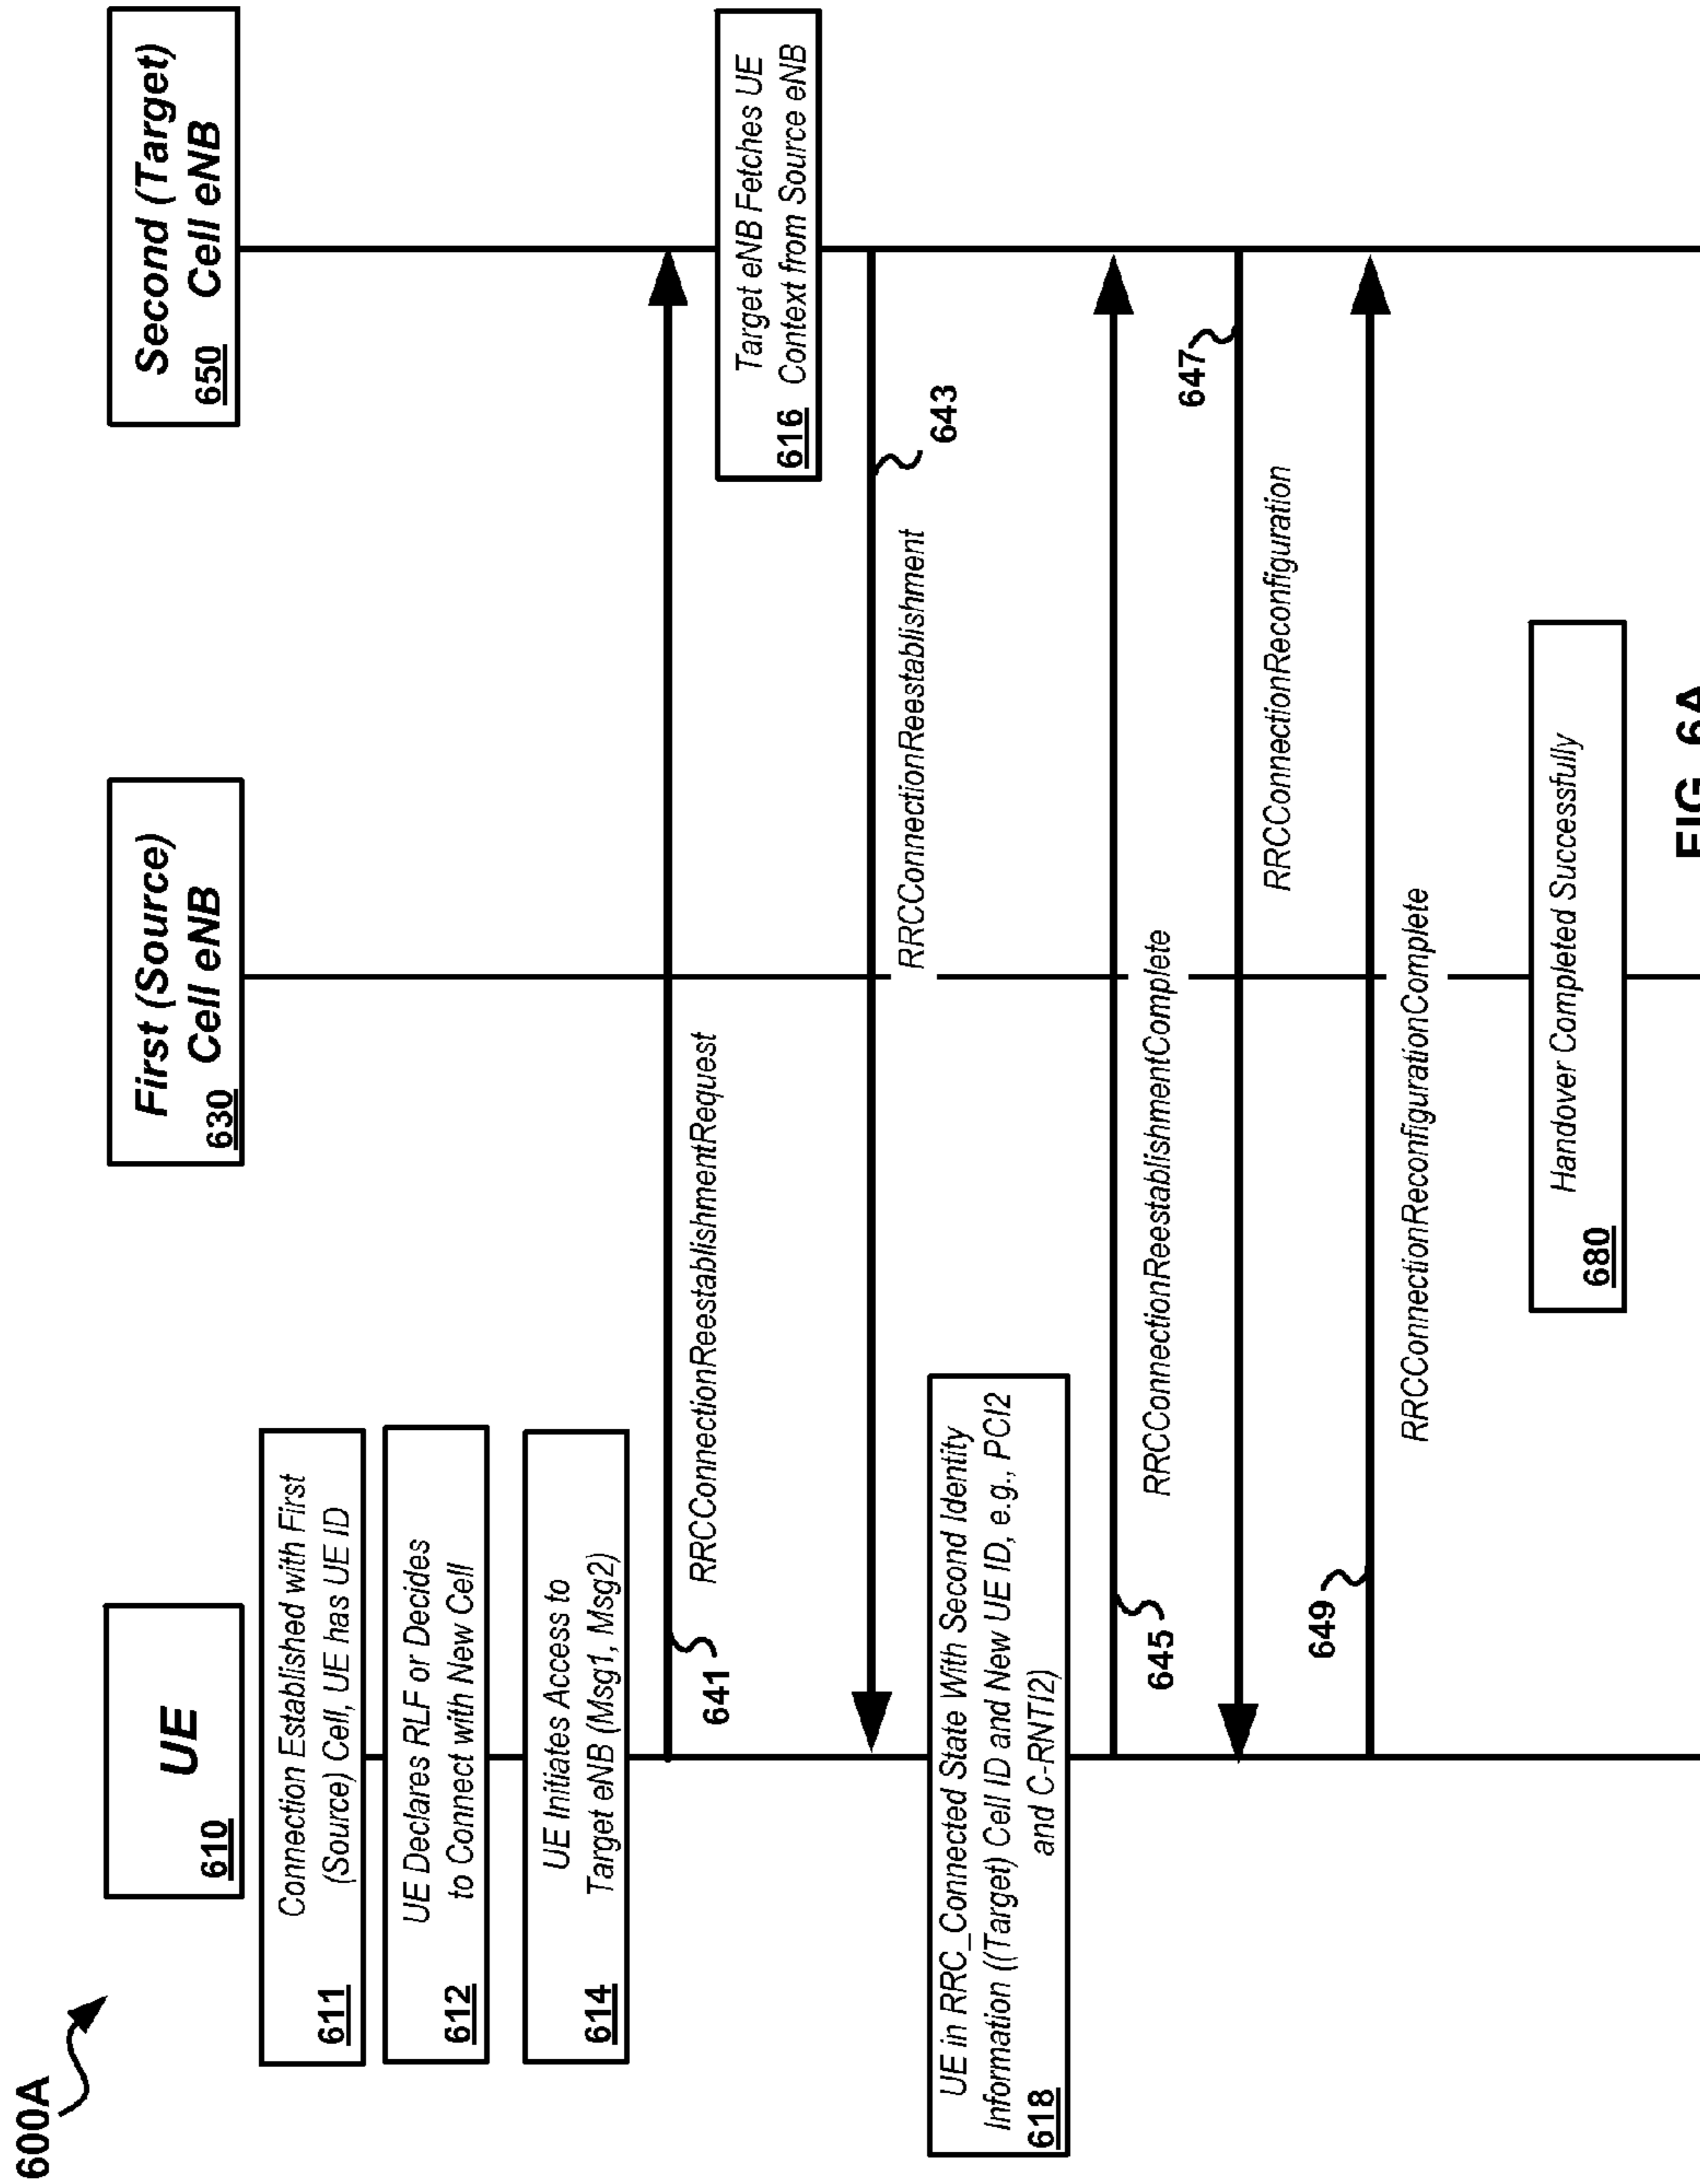 600A
UE
610
First (Source)
630 Cell eNB
Second (Target)
650 Cell eNB
Connection Established with First
611 (Source) Cell, UE has UE ID
UE Declares RLF or Decides
612 to Connect with New Cell
UE Initiates Access to
614 Target eNB (Msg1, Msg2)
641
RRCConnectionReestablishmentRequest
Target eNB Fetches UE
616 Context from Source eNB
643
RRCConnectionReestablishment
UE in RRC_Connected State With Second Identity
Information ((Target) Cell ID and New UE ID, e.g., PCI2
618 and C-RNTI2)
645
RRCConnectionReestablishmentComplete
647
RRCConnectionReconfiguration
649
RRCConnectionReconfigurationComplete
Handover Completed Successfully
680
FIG. 6A